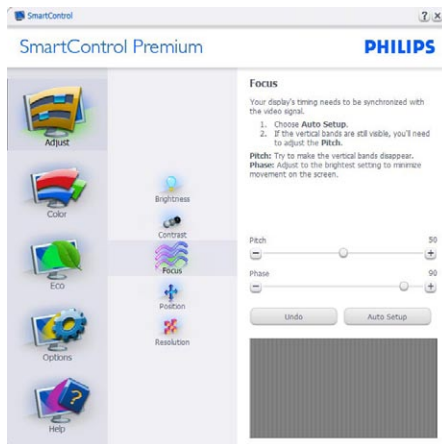 SmartControl
SmartControl Premium
PHILIPS
Adjust
Color
Eco
Options
Help
Brightness
Contrast
Focus
Position
Resolution
Focus
Your display's timing needs to be synchronized with
the video signal.
1. Choose Auto Setup.
2. If the vertical bands are still visible, you'll need
to adjust the Pitch.
Pitch: Try to make the vertical bands disappear.
Phase: Adjust to the brightest setting to minimize
movement on the screen.
Pitch 50
Phase 90
Undo Auto Setup